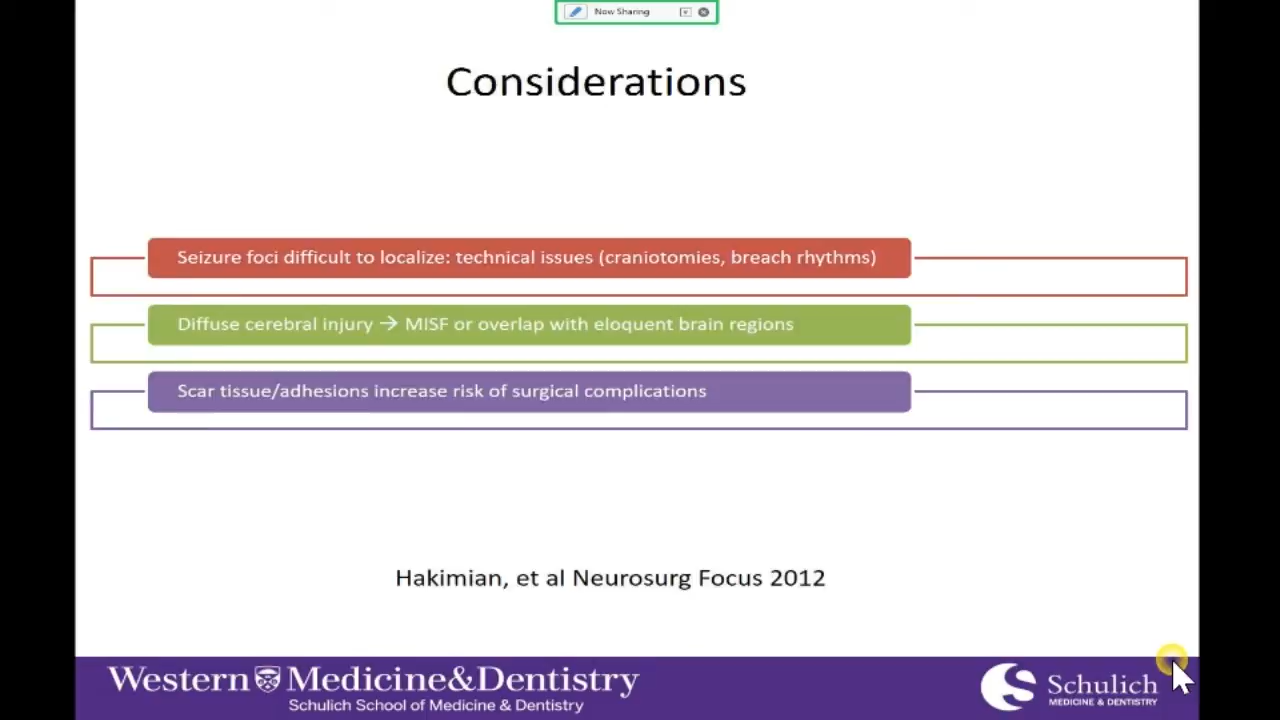 Now Sharing
Considerations
Seizure foci difficult to localize: technical issues (craniotomies, breach rhythms)
Diffuse cerebral injury → MISF or overlap with eloquent brain regions
Scar tissue/adhesions increase risk of surgical complications
Hakimian, et al Neurosurg Focus 2012
Western Medicine&Dentistry
Schulich School of Medicine & Dentistry
Schulich
MEDICINE & DENTISTRY